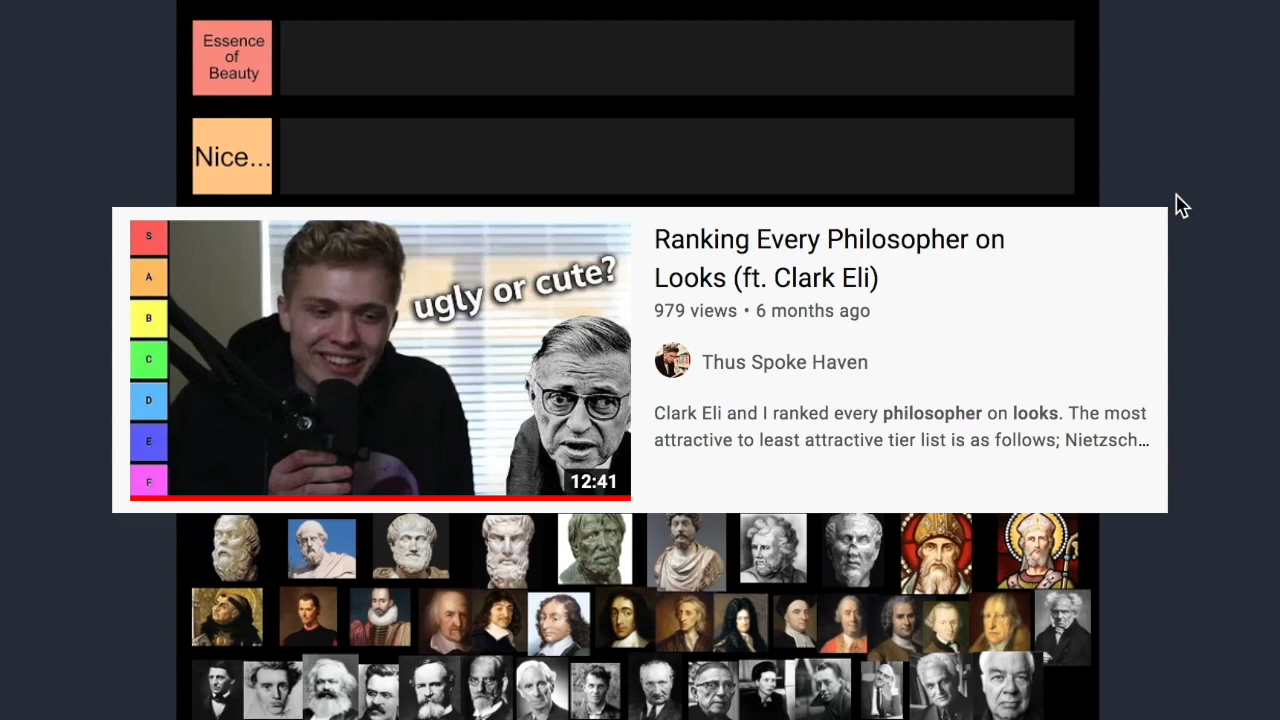 Essence
of
Beauty
Nice...
S
A
B
C
D
E
F
ugly or cute?
12:41
Ranking Every Philosopher on
Looks (ft. Clark Eli)
979 views • 6 months ago
Thus Spoke Haven
Clark Eli and I ranked every philosopher on looks. The most
attractive to least attractive tier list is as follows; Nietzsch...